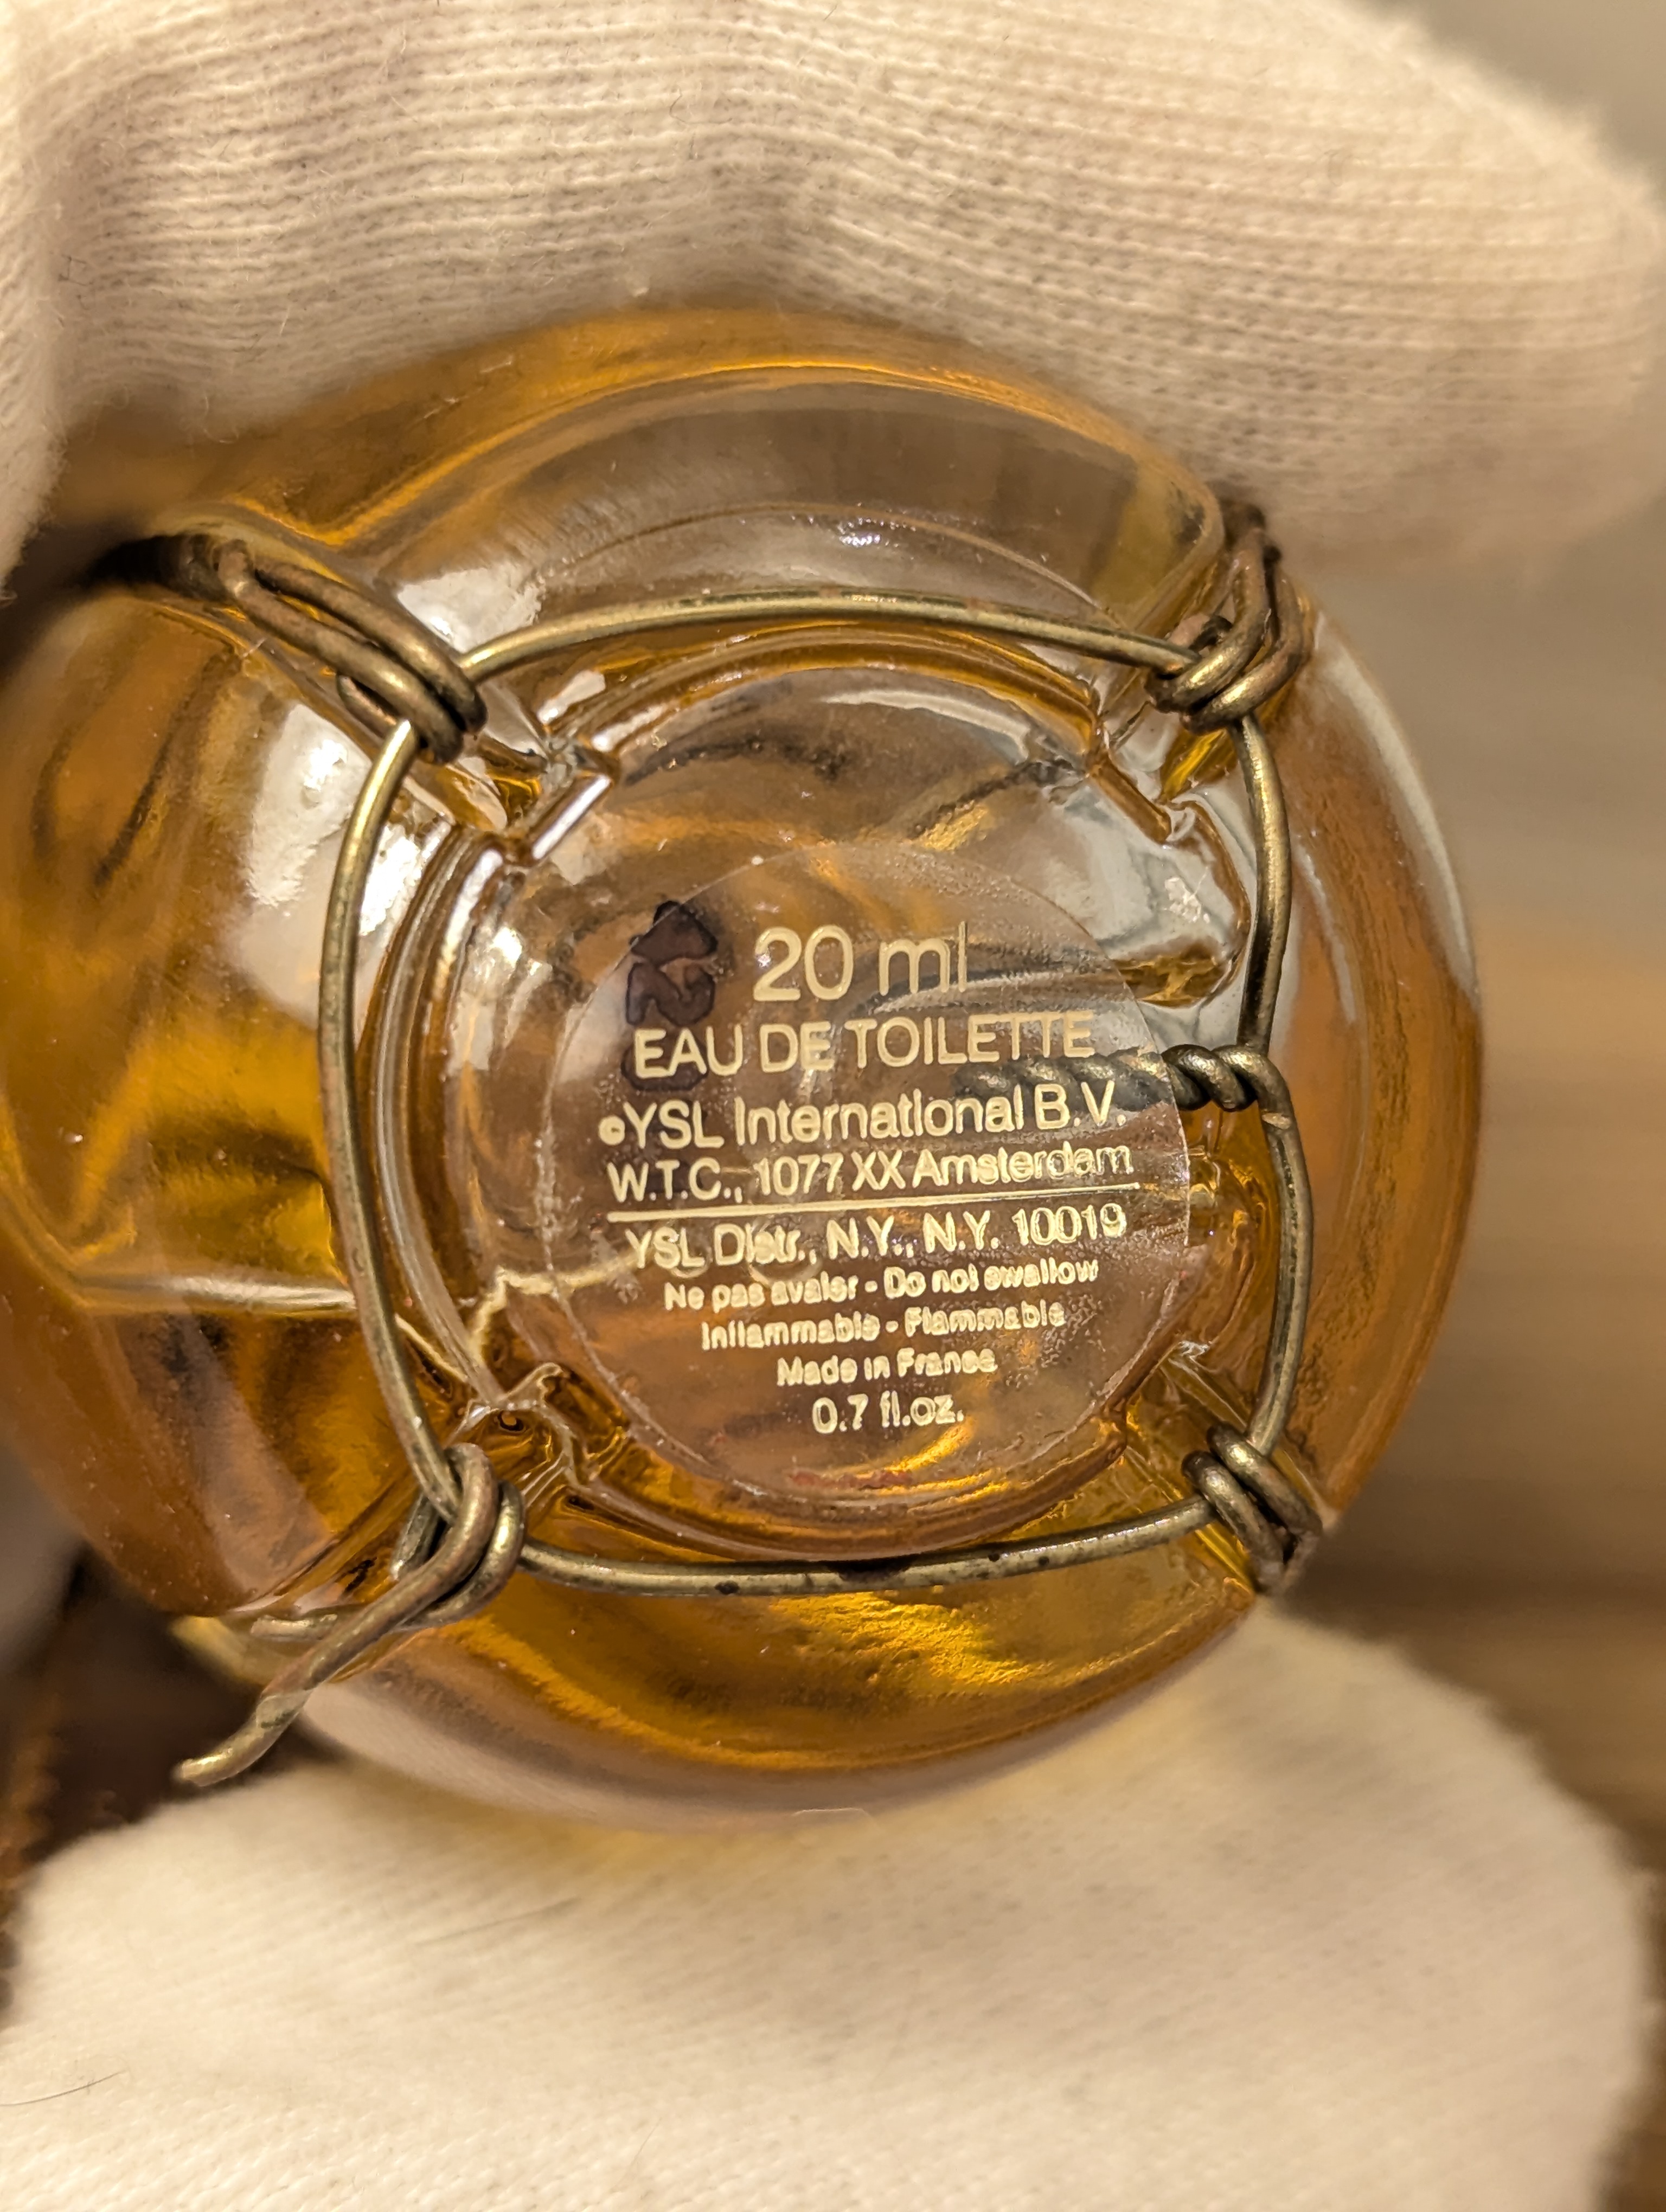 20 ml
EAU DE TOILETTE
©YSL International B.V.
W.T.C., 1077 XX Amsterdam
YSL Distr., N.Y., N.Y. 10019
Ne pas avaler - Do not swallow
Inflammable - Flammable
Made in France
0.7 fl.oz.